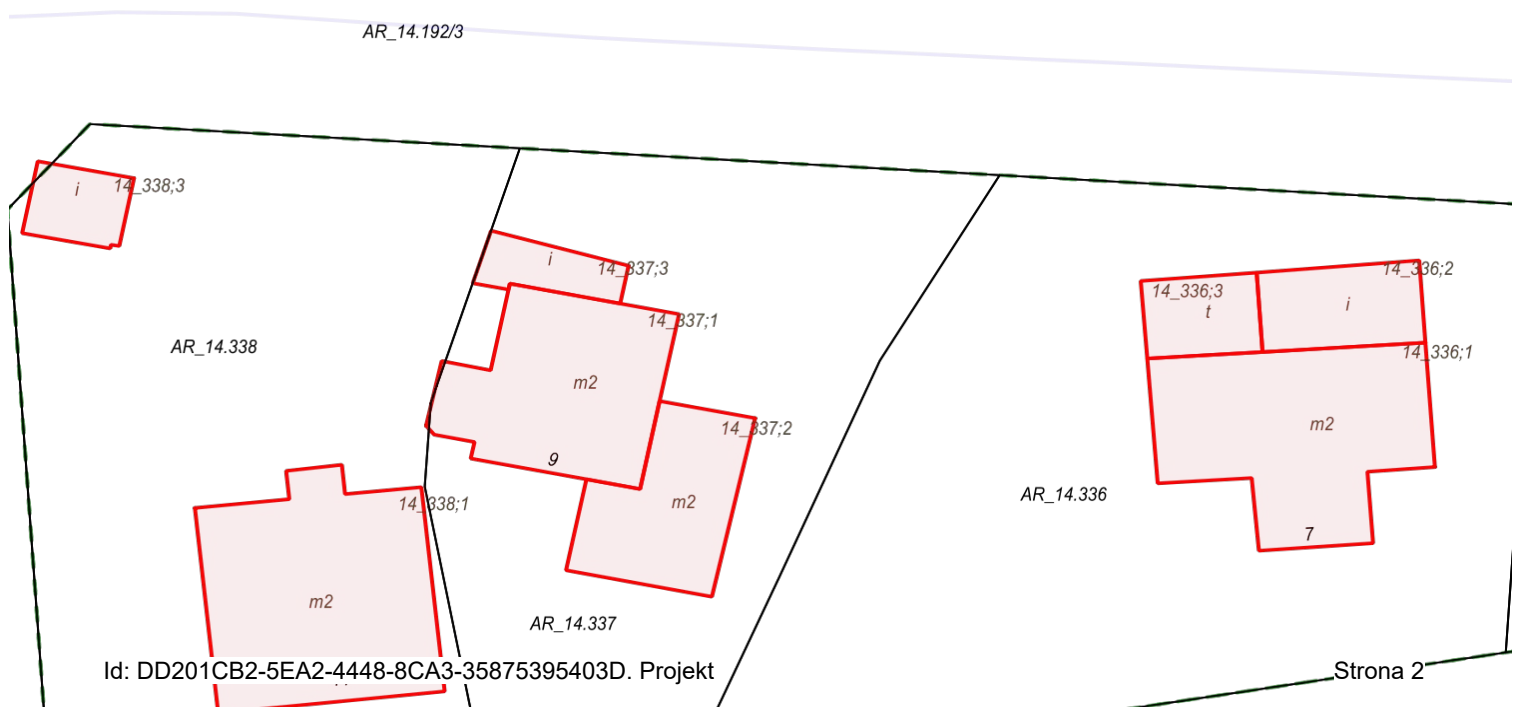 AR_14.192/3
i
14_338;3
i
14_337;3
14_336;2
14_336;3
i
t
14_337;1
AR_14.338
14_336;1
m2
m2
14_337;2
9
AR_14.336
m2
14_338;1
7
m2
AR_14.337
Id: DD201CB2-5EA2-4448-8CA3-35875395403D. Projekt
Strona 2